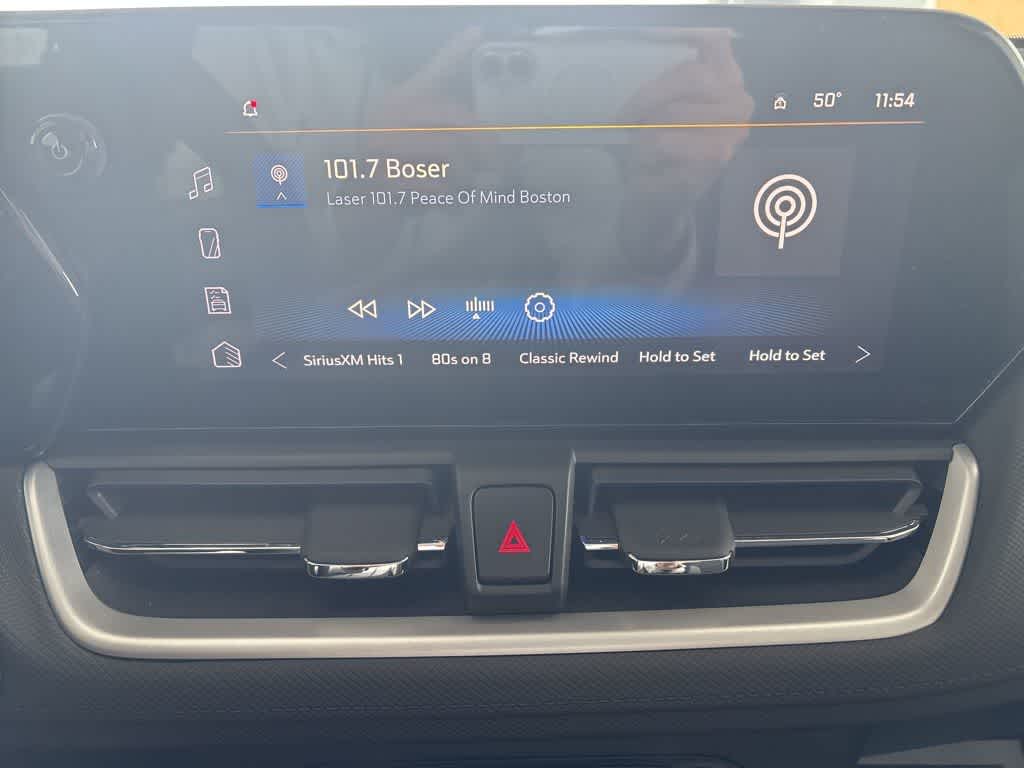 50° 11:54
101.7 Boser
Laser 101.7 Peace Of Mind Boston
SiriusXM Hits 1 80s on 8 Classic Rewind Hold to Set Hold to Set